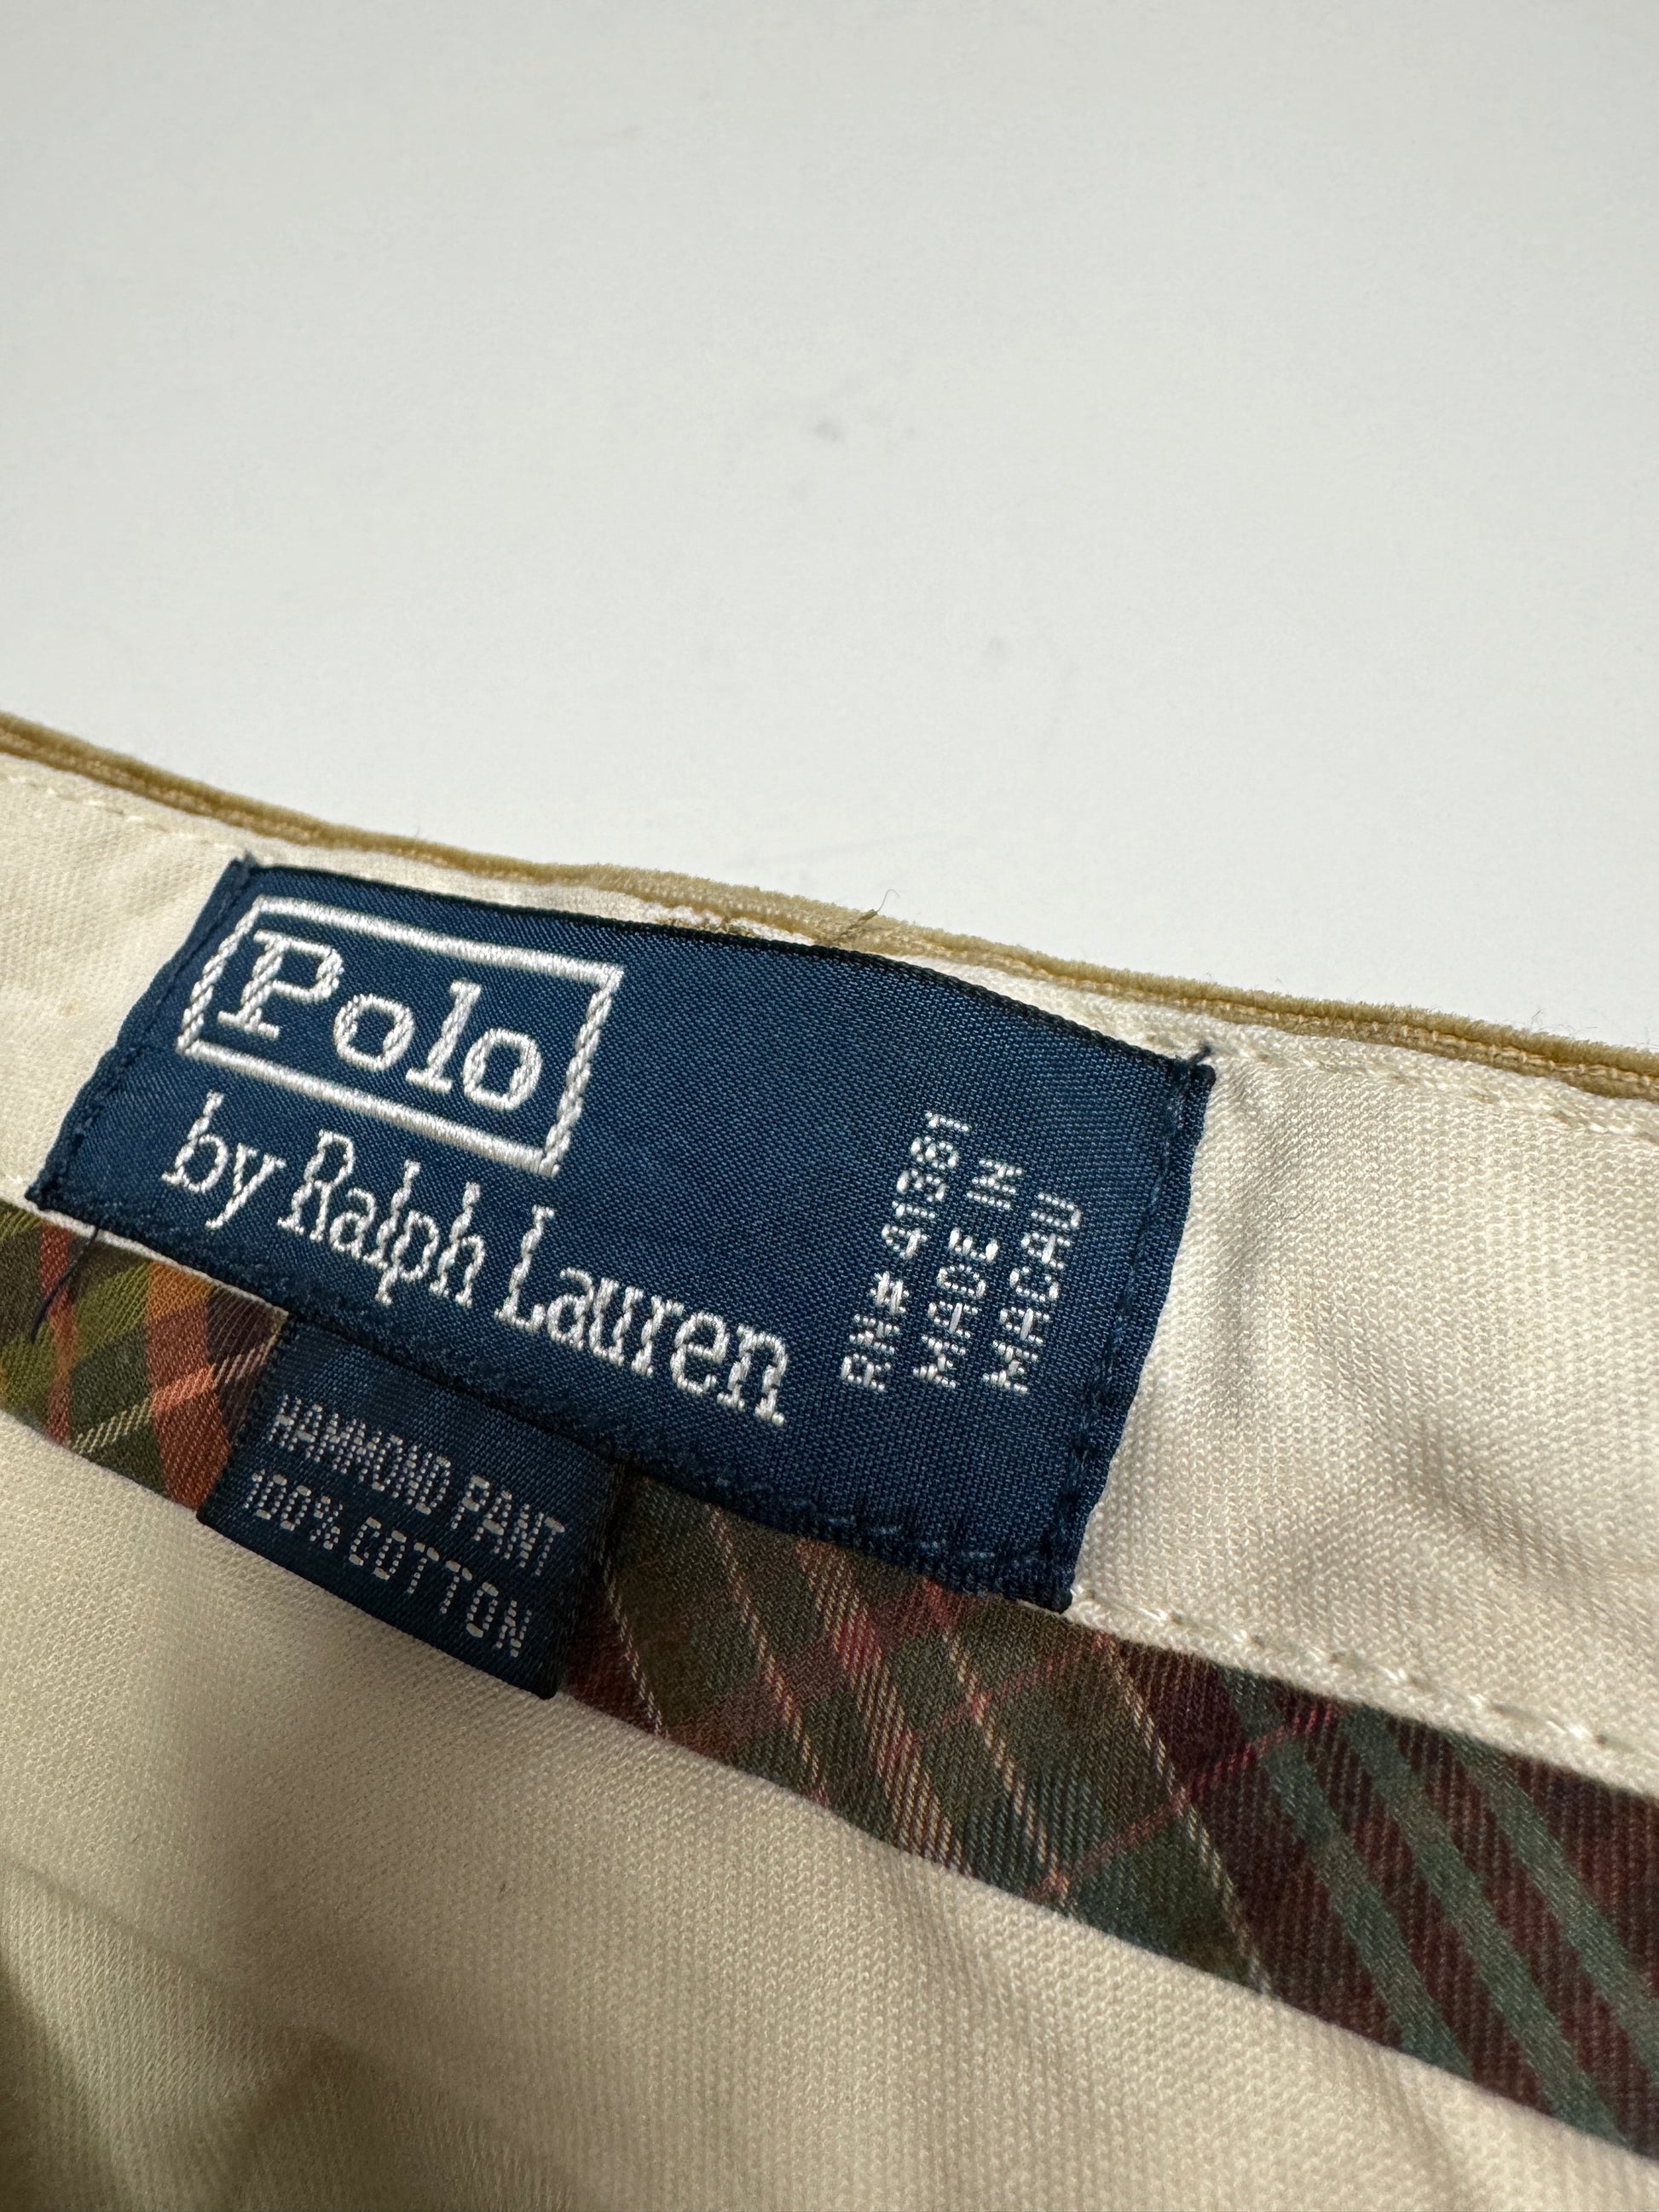 Polo
by Ralph Lauren
RN# 41381
MADE IN
MACAU
HAMMOND PANT
100% COTTON